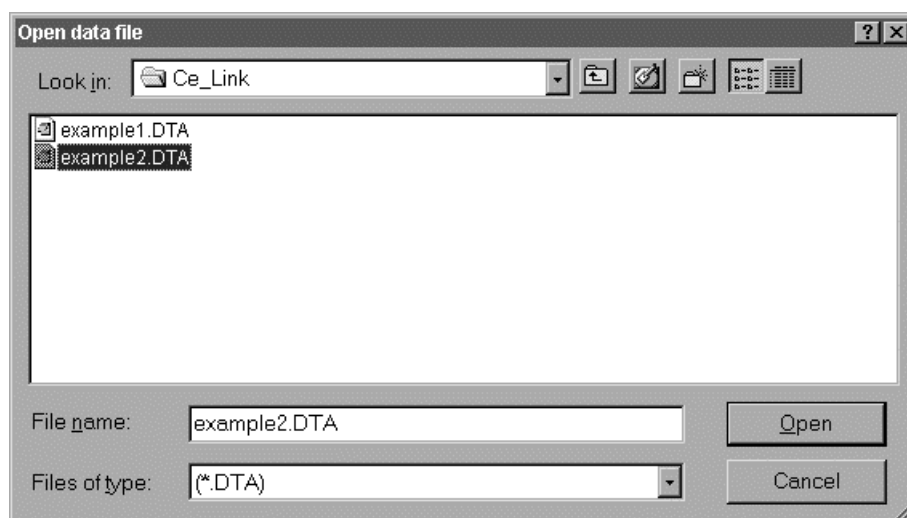 Open data file
Look in: Ce_Link
example1.DTA
example2.DTA
File name: example2.DTA Open
Files of type: (*.DTA) Cancel